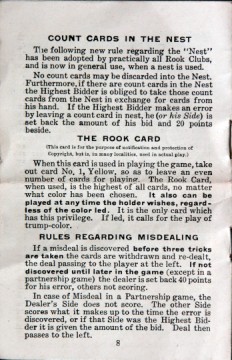 COUNT CARDS IN THE NEST
The following new rule regarding the "Nest"
has been adopted by practically all Rook Clubs,
and is now in general use, when a nest is used.
No count cards may be discarded into the Nest.
Furthermore, if there are count cards in the Nest
the Highest Bidder is obliged to take those count
cards from the Nest in exchange for cards from
his hand. If the Highest Bidder makes an error
by leaving a count card in nest, he (or his Side) is
set back the amount of his bid and 20 points
beside.
THE ROOK CARD
(This card is for the purpose of notification and protection of
Copyright, but is, in many localities, used in actual play.)
When this card is used in playing the game, take
out card No. 1, Yellow, so as to leave an even
number of cards for playing. The Rook Card,
when used, is the highest of all cards, no matter
what color has been chosen. It also can be
played at any time the holder wishes, regard-
less of the color led. It is the only card which
has this privilege. If led, it calls for the play of
trump-color.
RULES REGARDING MISDEALING
If a misdeal is discovered before three tricks
are taken the cards are withdrawn and re-dealt,
the deal passing to the player at the left. If not
discovered until later in the game (except in a
partnership game) the dealer is set back 40 points
for his error, others not scoring.
In case of Misdeal in a Partnership game, the
Dealer's Side does not score. The other Side
scores what it makes up to the time the error is
discovered, or if that Side was the Highest Bid-
der it is given the amount of the bid. Deal then
passes to the left.
8